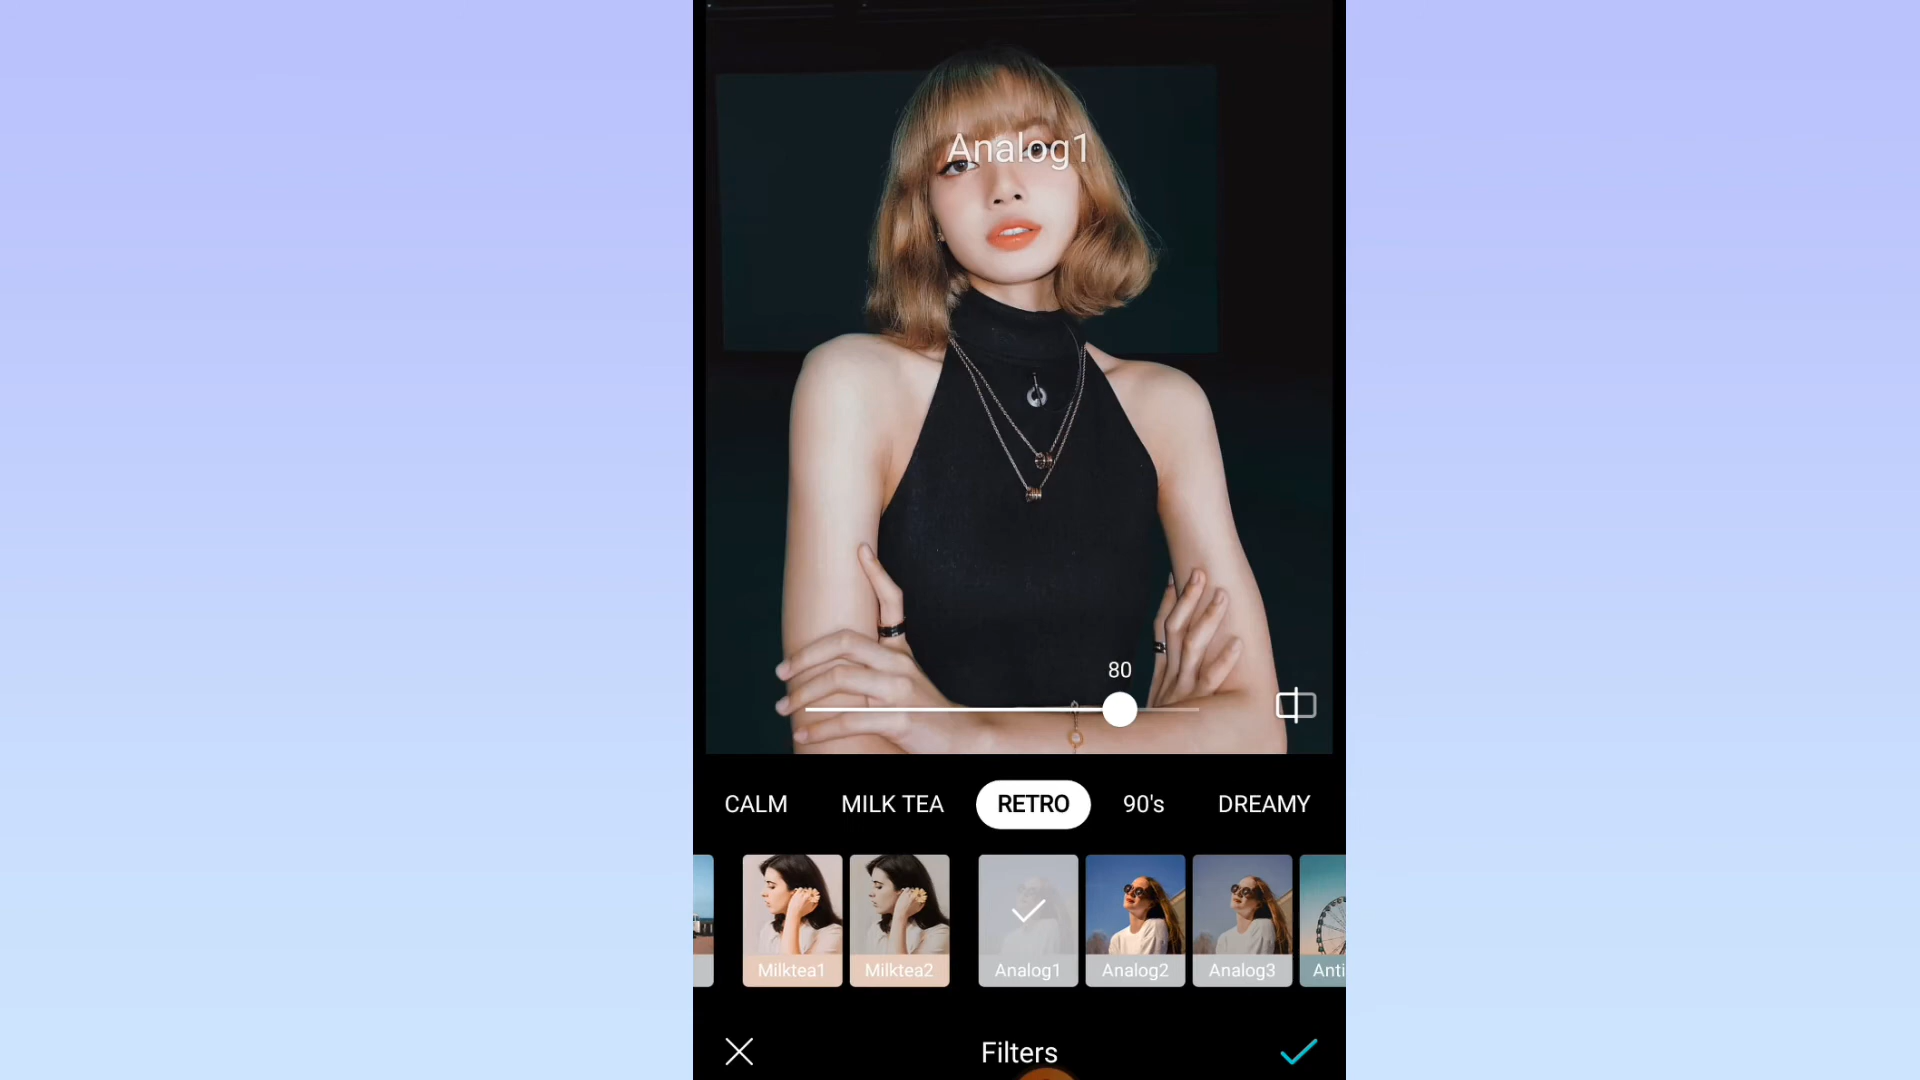 Analog1
80
CALM MILK TEA RETRO 90's DREAMY
Milktea1 Milktea2 Analog1 Analog2 Analog3 Anti
Filters